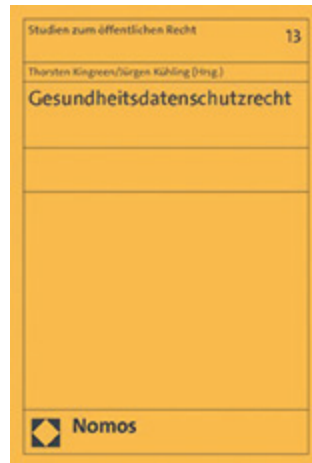 Studien zum öffentlichen Recht
13
Thorsten Kingreen/Jürgen Kühling (Hrsg.)
Gesundheitsdatenschutzrecht
Nomos